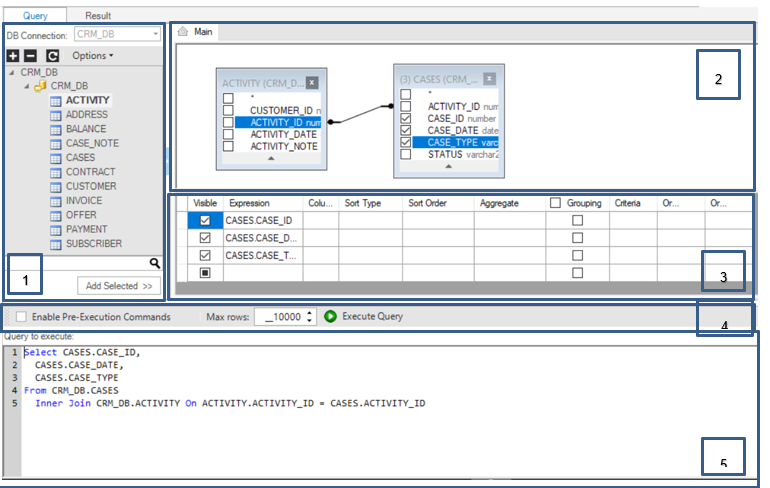 Query Result
DB Connection: CRM_DB
Options
CRM_DB
CRM_DB
ACTIVITY
ADDRESS
BALANCE
CASE_NOTE
CASES
CONTRACT
CUSTOMER
INVOICE
OFFER
PAYMENT
SUBSCRIBER
1
Add Selected >>
Main
2
ACTIVITY (CRM_D... x
*
CUSTOMER_ID n
ACTIVITY_ID num
ACTIVITY_DATE
ACTIVITY_NOTE
(3) CASES (CRM_... x
*
ACTIVITY_ID num
CASE_ID number
CASE_DATE date
CASE_TYPE varc
STATUS varchar2
Visible Expression Colu... Sort Type Sort Order Aggregate Grouping Criteria Or... Or...
CASES.CASE_ID
CASES.CASE_D...
CASES.CASE_T...
3
Enable Pre-Execution Commands Max rows: __10000 Execute Query
4
Query to execute:
1 Select CASES.CASE_ID,
2 CASES.CASE_DATE,
3 CASES.CASE_TYPE
4 From CRM_DB.CASES
5 Inner Join CRM_DB.ACTIVITY On ACTIVITY.ACTIVITY_ID = CASES.ACTIVITY_ID
5